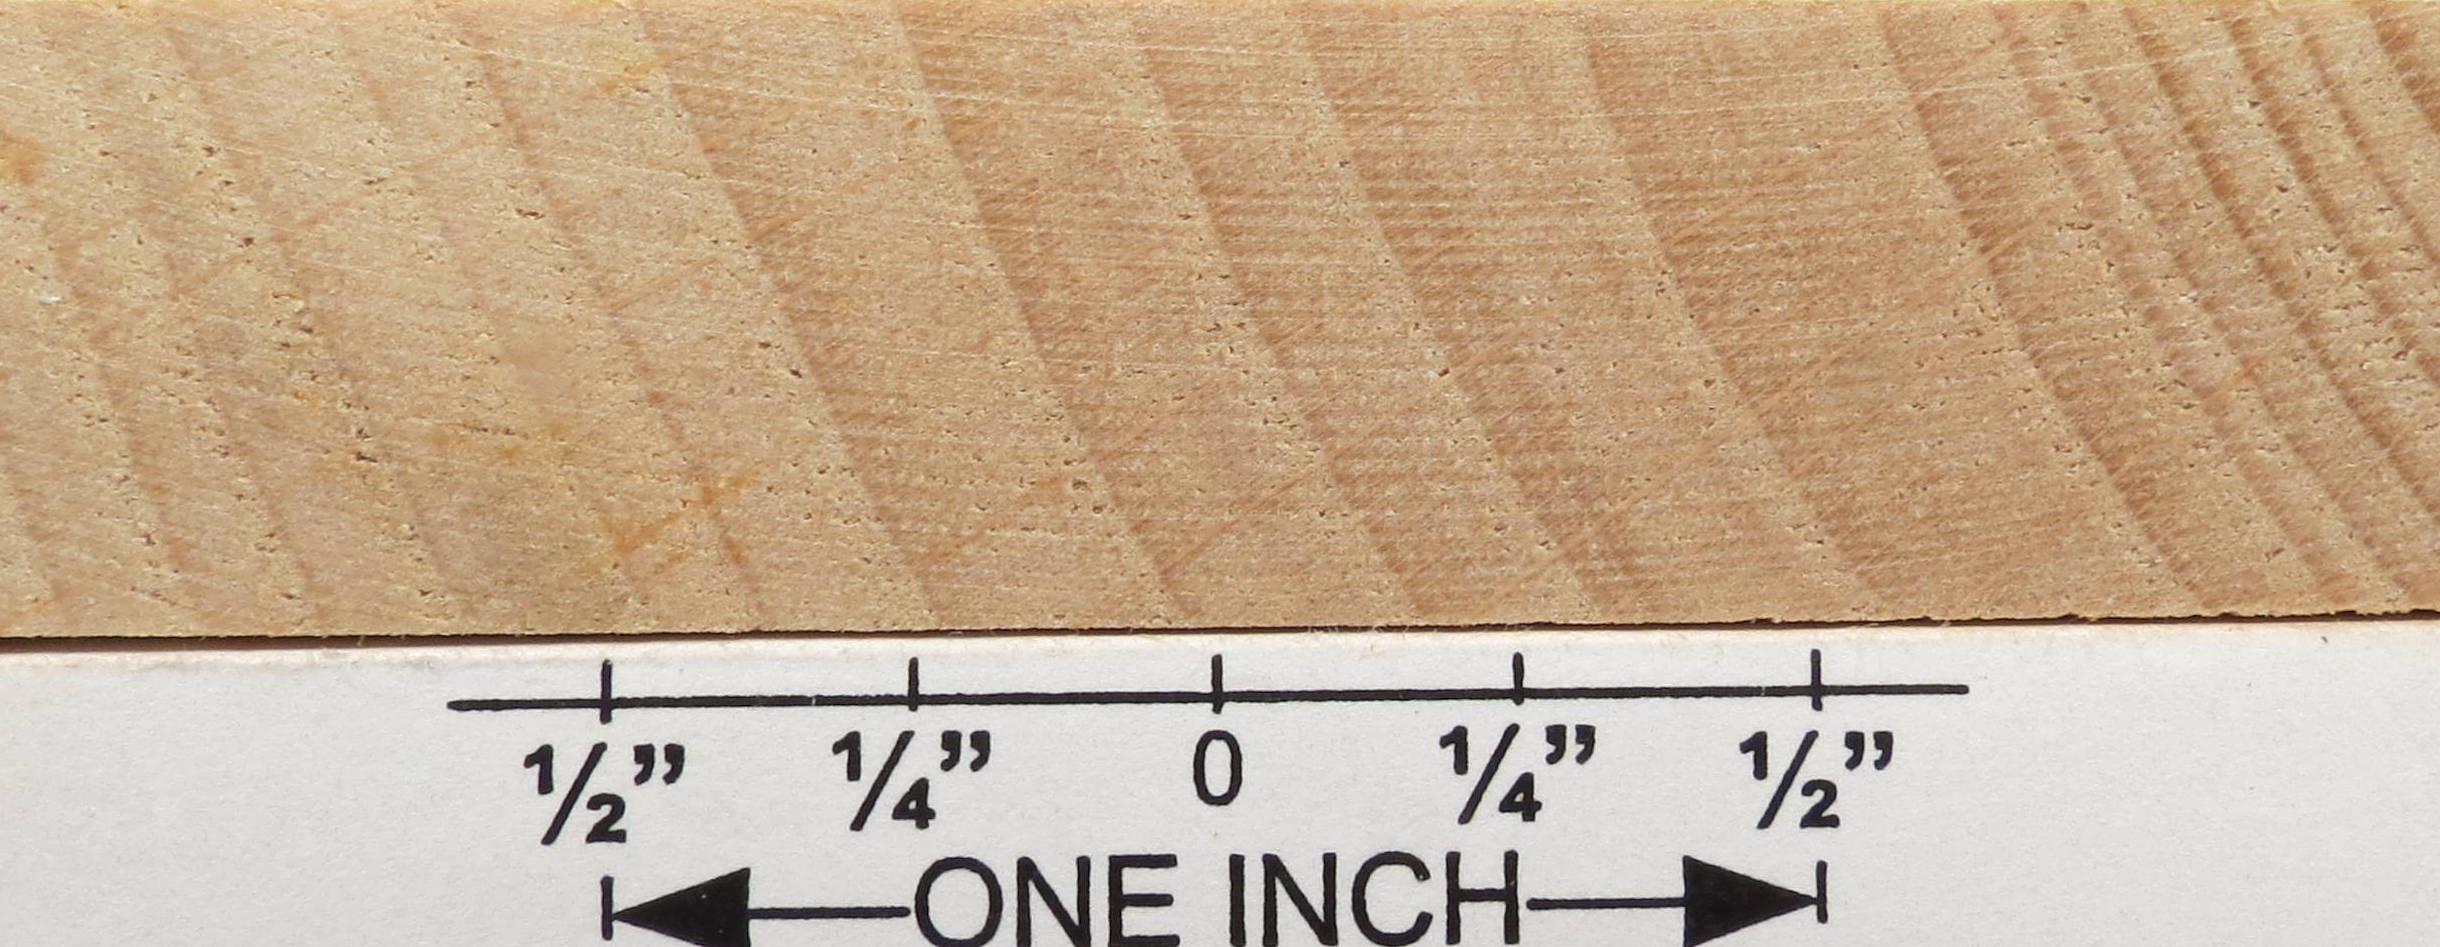 ½” ¼” 0 ¼” ½”
ONE INCH